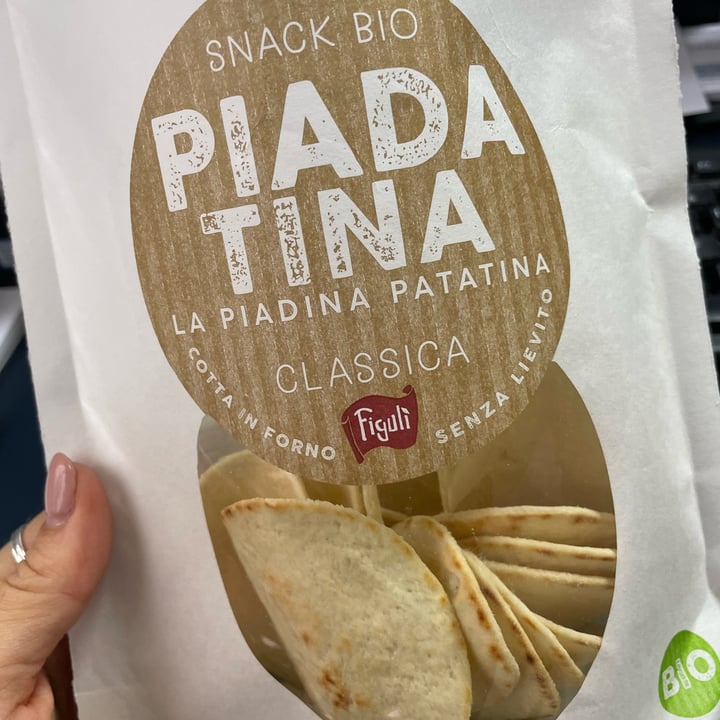 SNACK BIO
PIADA
TINA
LA PIADINA PATATINA
CLASSICA
COTTA IN FORNO
Figulì
SENZA LIEVITO
BIO